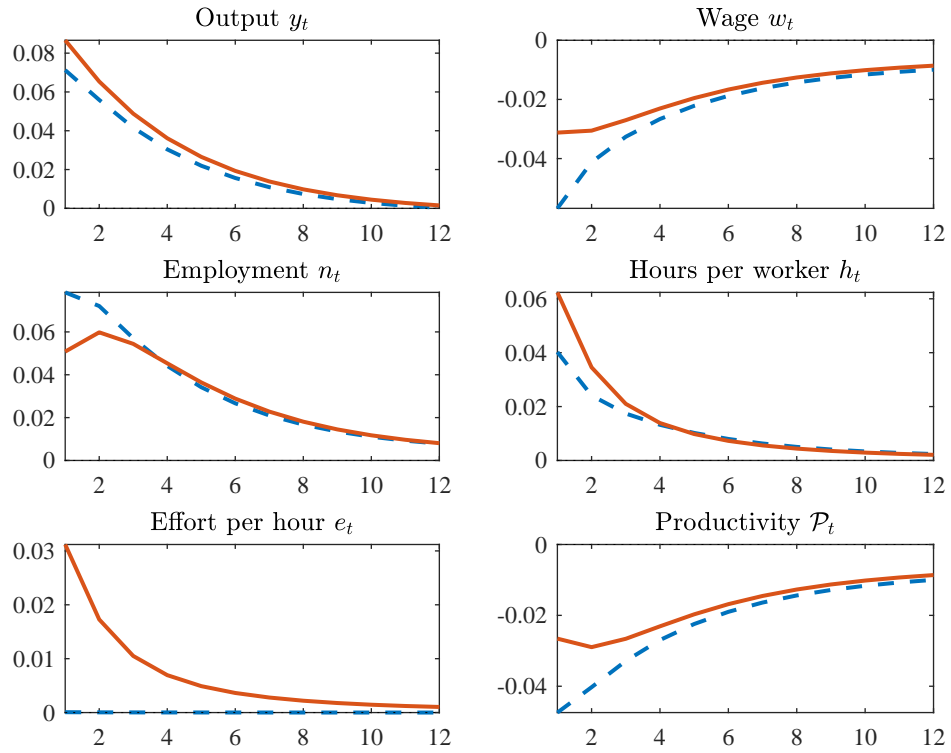 Output y_t
0.08
0.06
0.04
0.02
0
2 4 6 8 10 12
Wage w_t
0
-0.02
-0.04
2 4 6 8 10 12
Employment n_t
0.06
0.04
0.02
0
2 4 6 8 10 12
Hours per worker h_t
0.06
0.04
0.02
0
2 4 6 8 10 12
Effort per hour e_t
0.03
0.02
0.01
0
2 4 6 8 10 12
Productivity 𝒫_t
0
-0.02
-0.04
2 4 6 8 10 12